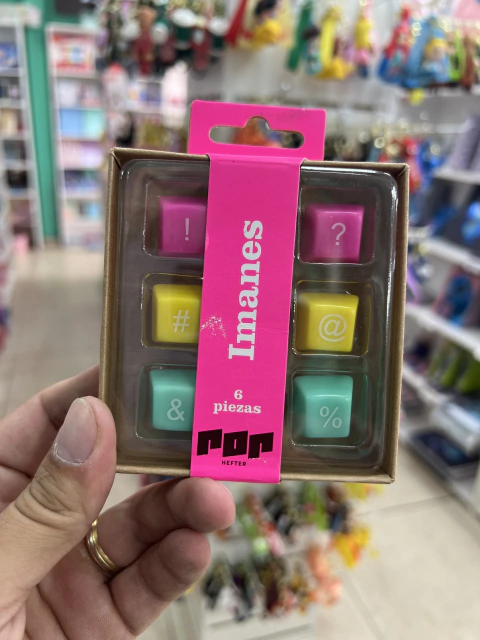 ! ?
Imanes
# @
& %
6
piezas
POP
HEFTER